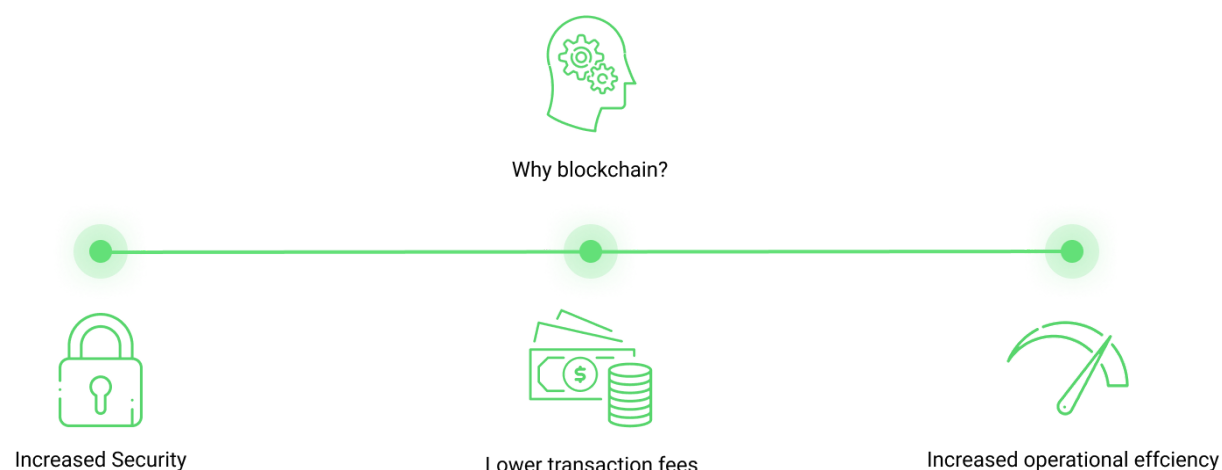 Why blockchain?
Increased Security
Lower transaction fees
Increased operational effciency